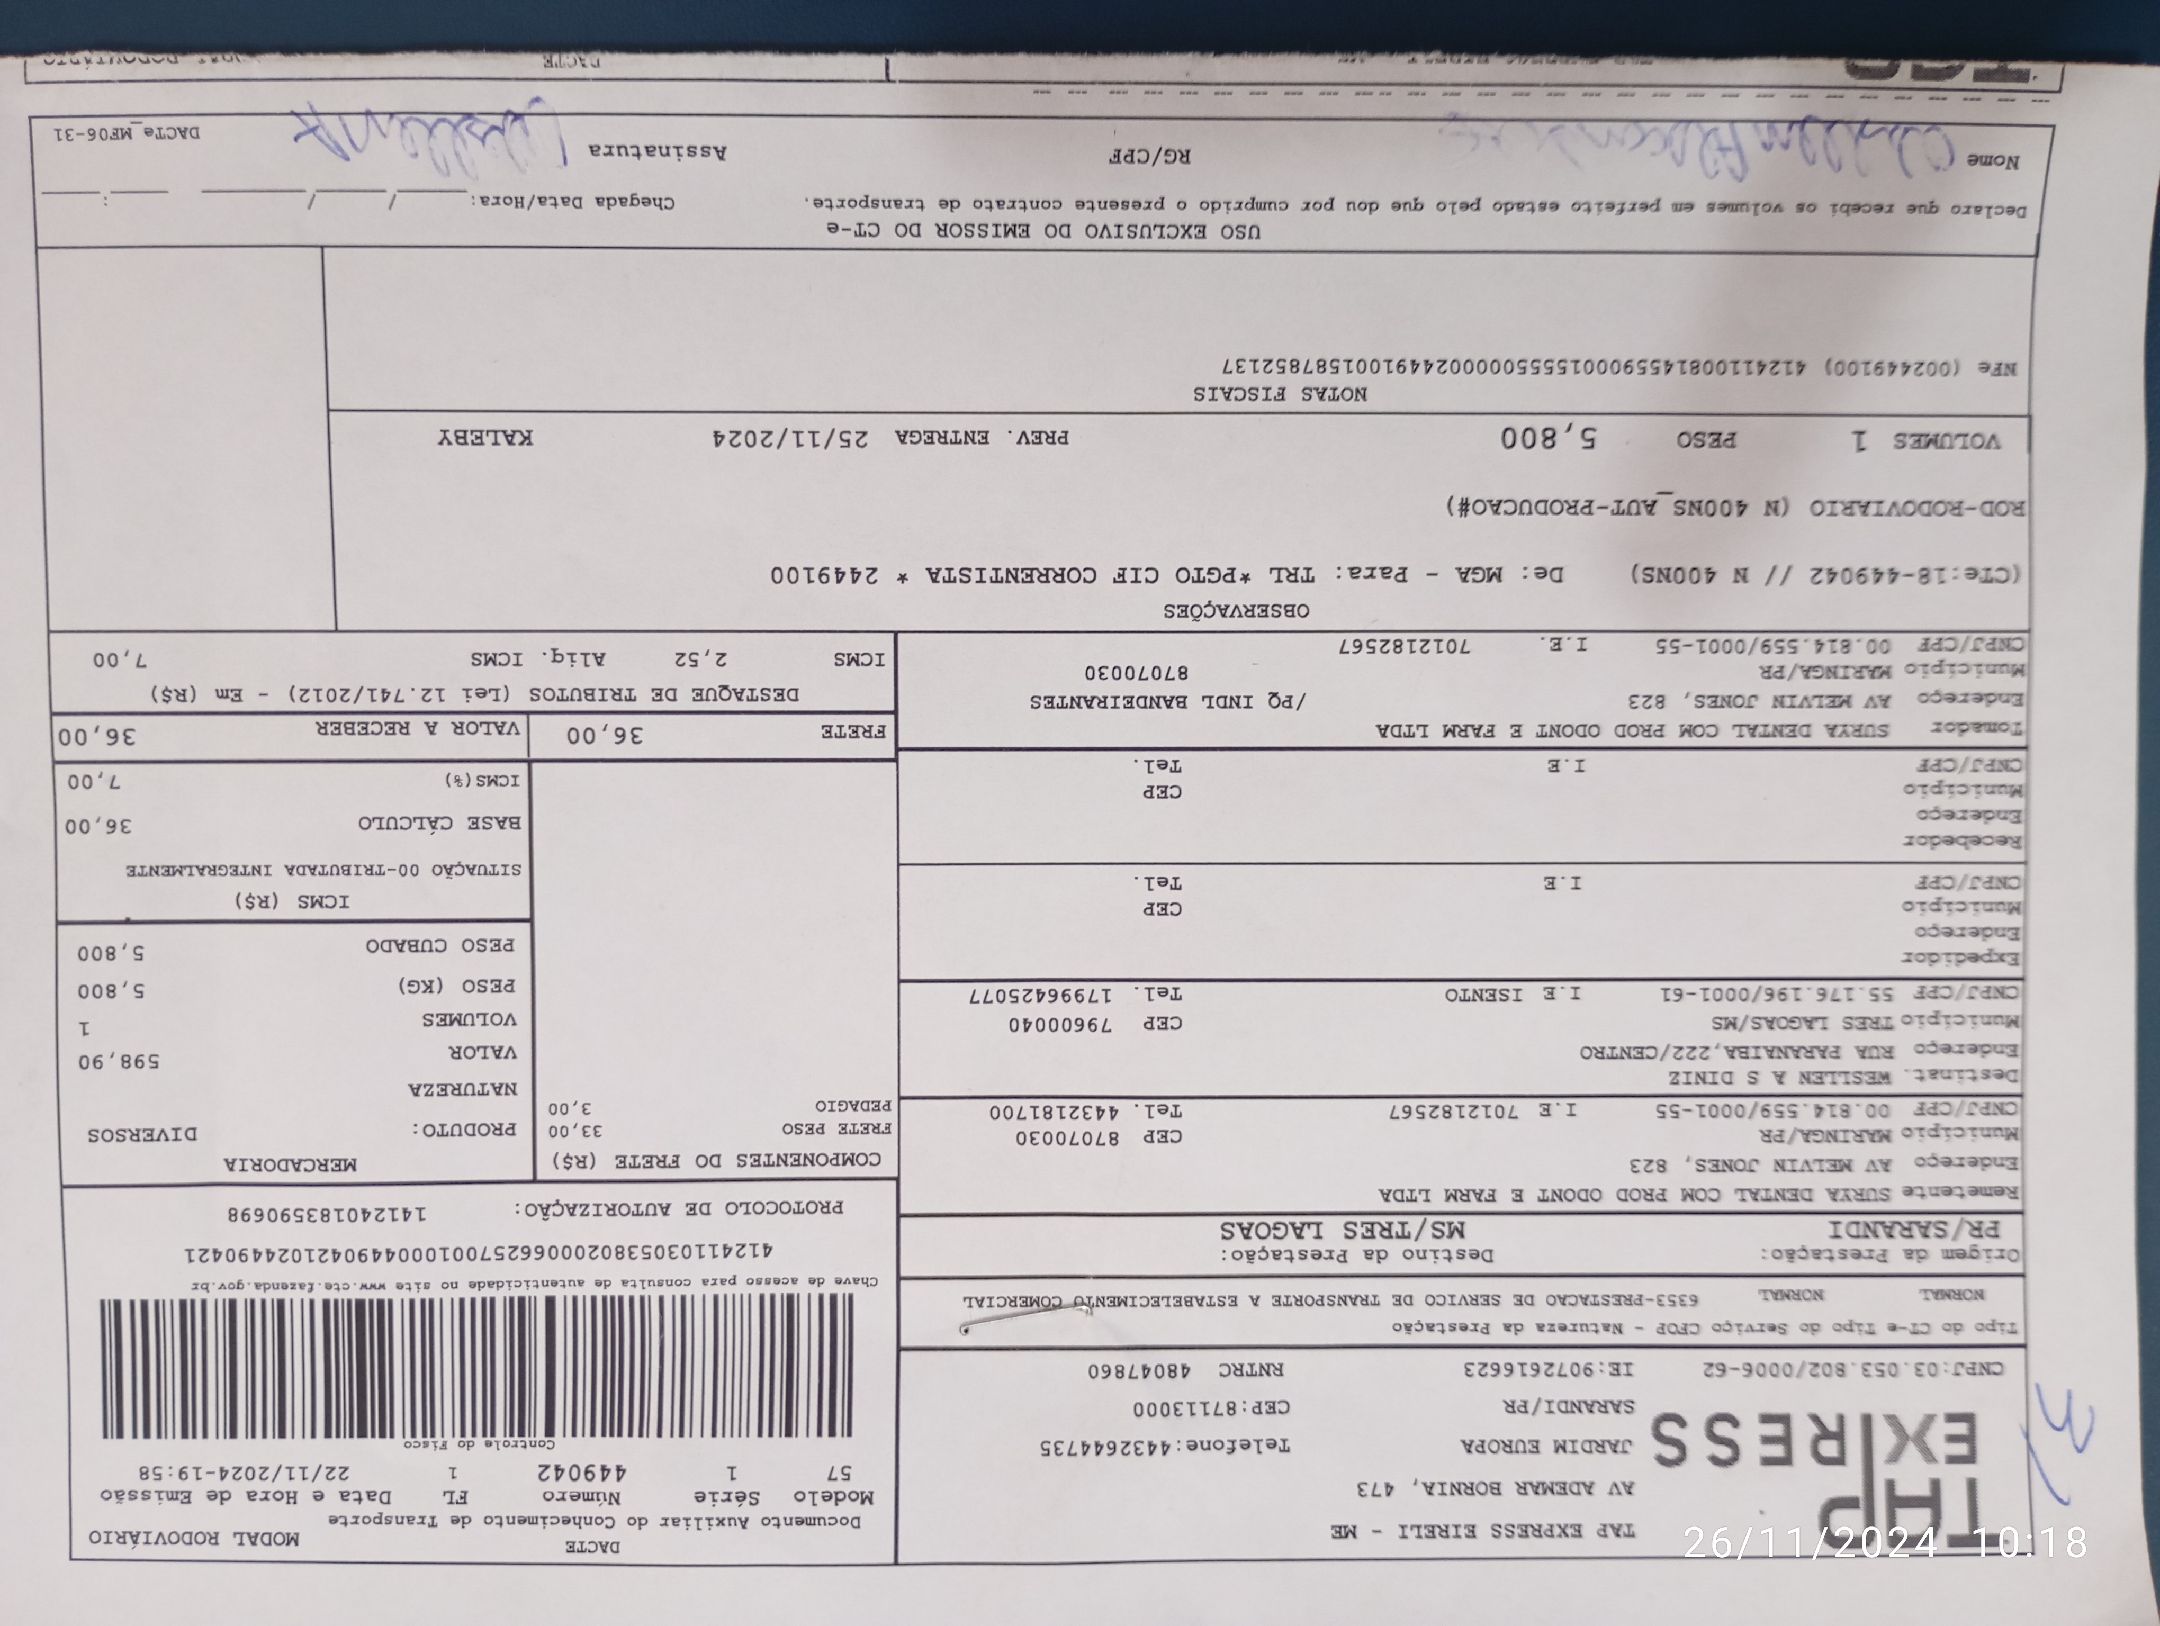 TAP
EXPRESS
TAP EXPRESS EIRELI - ME
AV ADEMAR BORNIA, 473
JARDIM EUROPA Telefone:4432644735
SARANDI/PR CEP:87113000
CNPJ:03.053.802/0006-62 IE:9072616623 RNTRC 48047860
DACTE MODAL RODOVIÁRIO
Documento Auxiliar do Conhecimento de Transporte
Modelo Série Número FL Data e Hora de Emissão
57 1 449042 1 22/11/2024-19:58
Controle do Fisco
Chave de acesso para consulta de autenticidade no site www.cte.fazenda.gov.br
41241103053802000662570010004490421024490421
PROTOCOLO DE AUTORIZAÇÃO: 141240183590698
Tipo do CT-e Tipo do Serviço CFOP - Natureza da Prestação
NORMAL NORMAL 6353-PRESTACAO DE SERVICO DE TRANSPORTE A ESTABELECIMENTO COMERCIAL
Origem da Prestação: Destino da Prestação:
PR/SARANDI MS/TRES LAGOAS
Remetente SURYA DENTAL COM PROD ODONT E FARM LTDA
Endereço AV MELVIN JONES, 823
Município MARINGA/PR CEP 87070030
CNPJ/CPF 00.814.559/0001-55 I.E 7012182567 Tel. 4432181700
Destinat. WESLLEN A S DINIZ
Endereço RUA PARANAIBA,222/CENTRO
Município TRES LAGOAS/MS CEP 79600040
CNPJ/CPF 55.176.196/0001-61 I.E ISENTO Tel. 17996425077
Expedidor
Endereço
Município CEP
CNPJ/CPF I.E Tel.
Recebedor
Endereço
Município CEP
CNPJ/CPF I.E Tel.
Tomador SURYA DENTAL COM PROD ODONT E FARM LTDA
Endereço AV MELVIN JONES, 823 /PQ INDL BANDEIRANTES
Município MARINGA/PR 87070030
CNPJ/CPF 00.814.559/0001-55 I.E. 7012182567
COMPONENTES DO FRETE (R$)
FRETE PESO 33,00
PEDAGIO 3,00
MERCADORIA
PRODUTO: DIVERSOS
NATUREZA
VALOR 598,90
VOLUMES 1
PESO (KG) 5,800
PESO CUBADO 5,800
ICMS (R$)
SITUAÇÃO 00-TRIBUTADA INTEGRALMENTE
BASE CÁLCULO 36,00
ICMS(%) 7,00
FRETE 36,00 VALOR A RECEBER 36,00
DESTAQUE DE TRIBUTOS (Lei 12.741/2012) - Em (R$)
ICMS 2,52 Aliq. ICMS 7,00
OBSERVAÇÕES
(CTe:18-449042 // N 400NS) De: MGA - Para: TRL *PGTO CIF CORRENTISTA * 2449100
ROD-RODOVIARIO (N 400NS_AUT-PRODUCAO#)
VOLUMES 1 PESO 5,800 PREV. ENTREGA 25/11/2024 KALEBY
NOTAS FISCAIS
NFe (002449100) 41241100814559000155550000024491001587852137
USO EXCLUSIVO DO EMISSOR DO CT-e
Declaro que recebi os volumes em perfeito estado pelo que dou por cumprido o presente contrato de transporte. Chegada Data/Hora: / / :
Nome RG/CPF Assinatura
DACTe_MF06-31
DACTE
26/11/2024 10:18